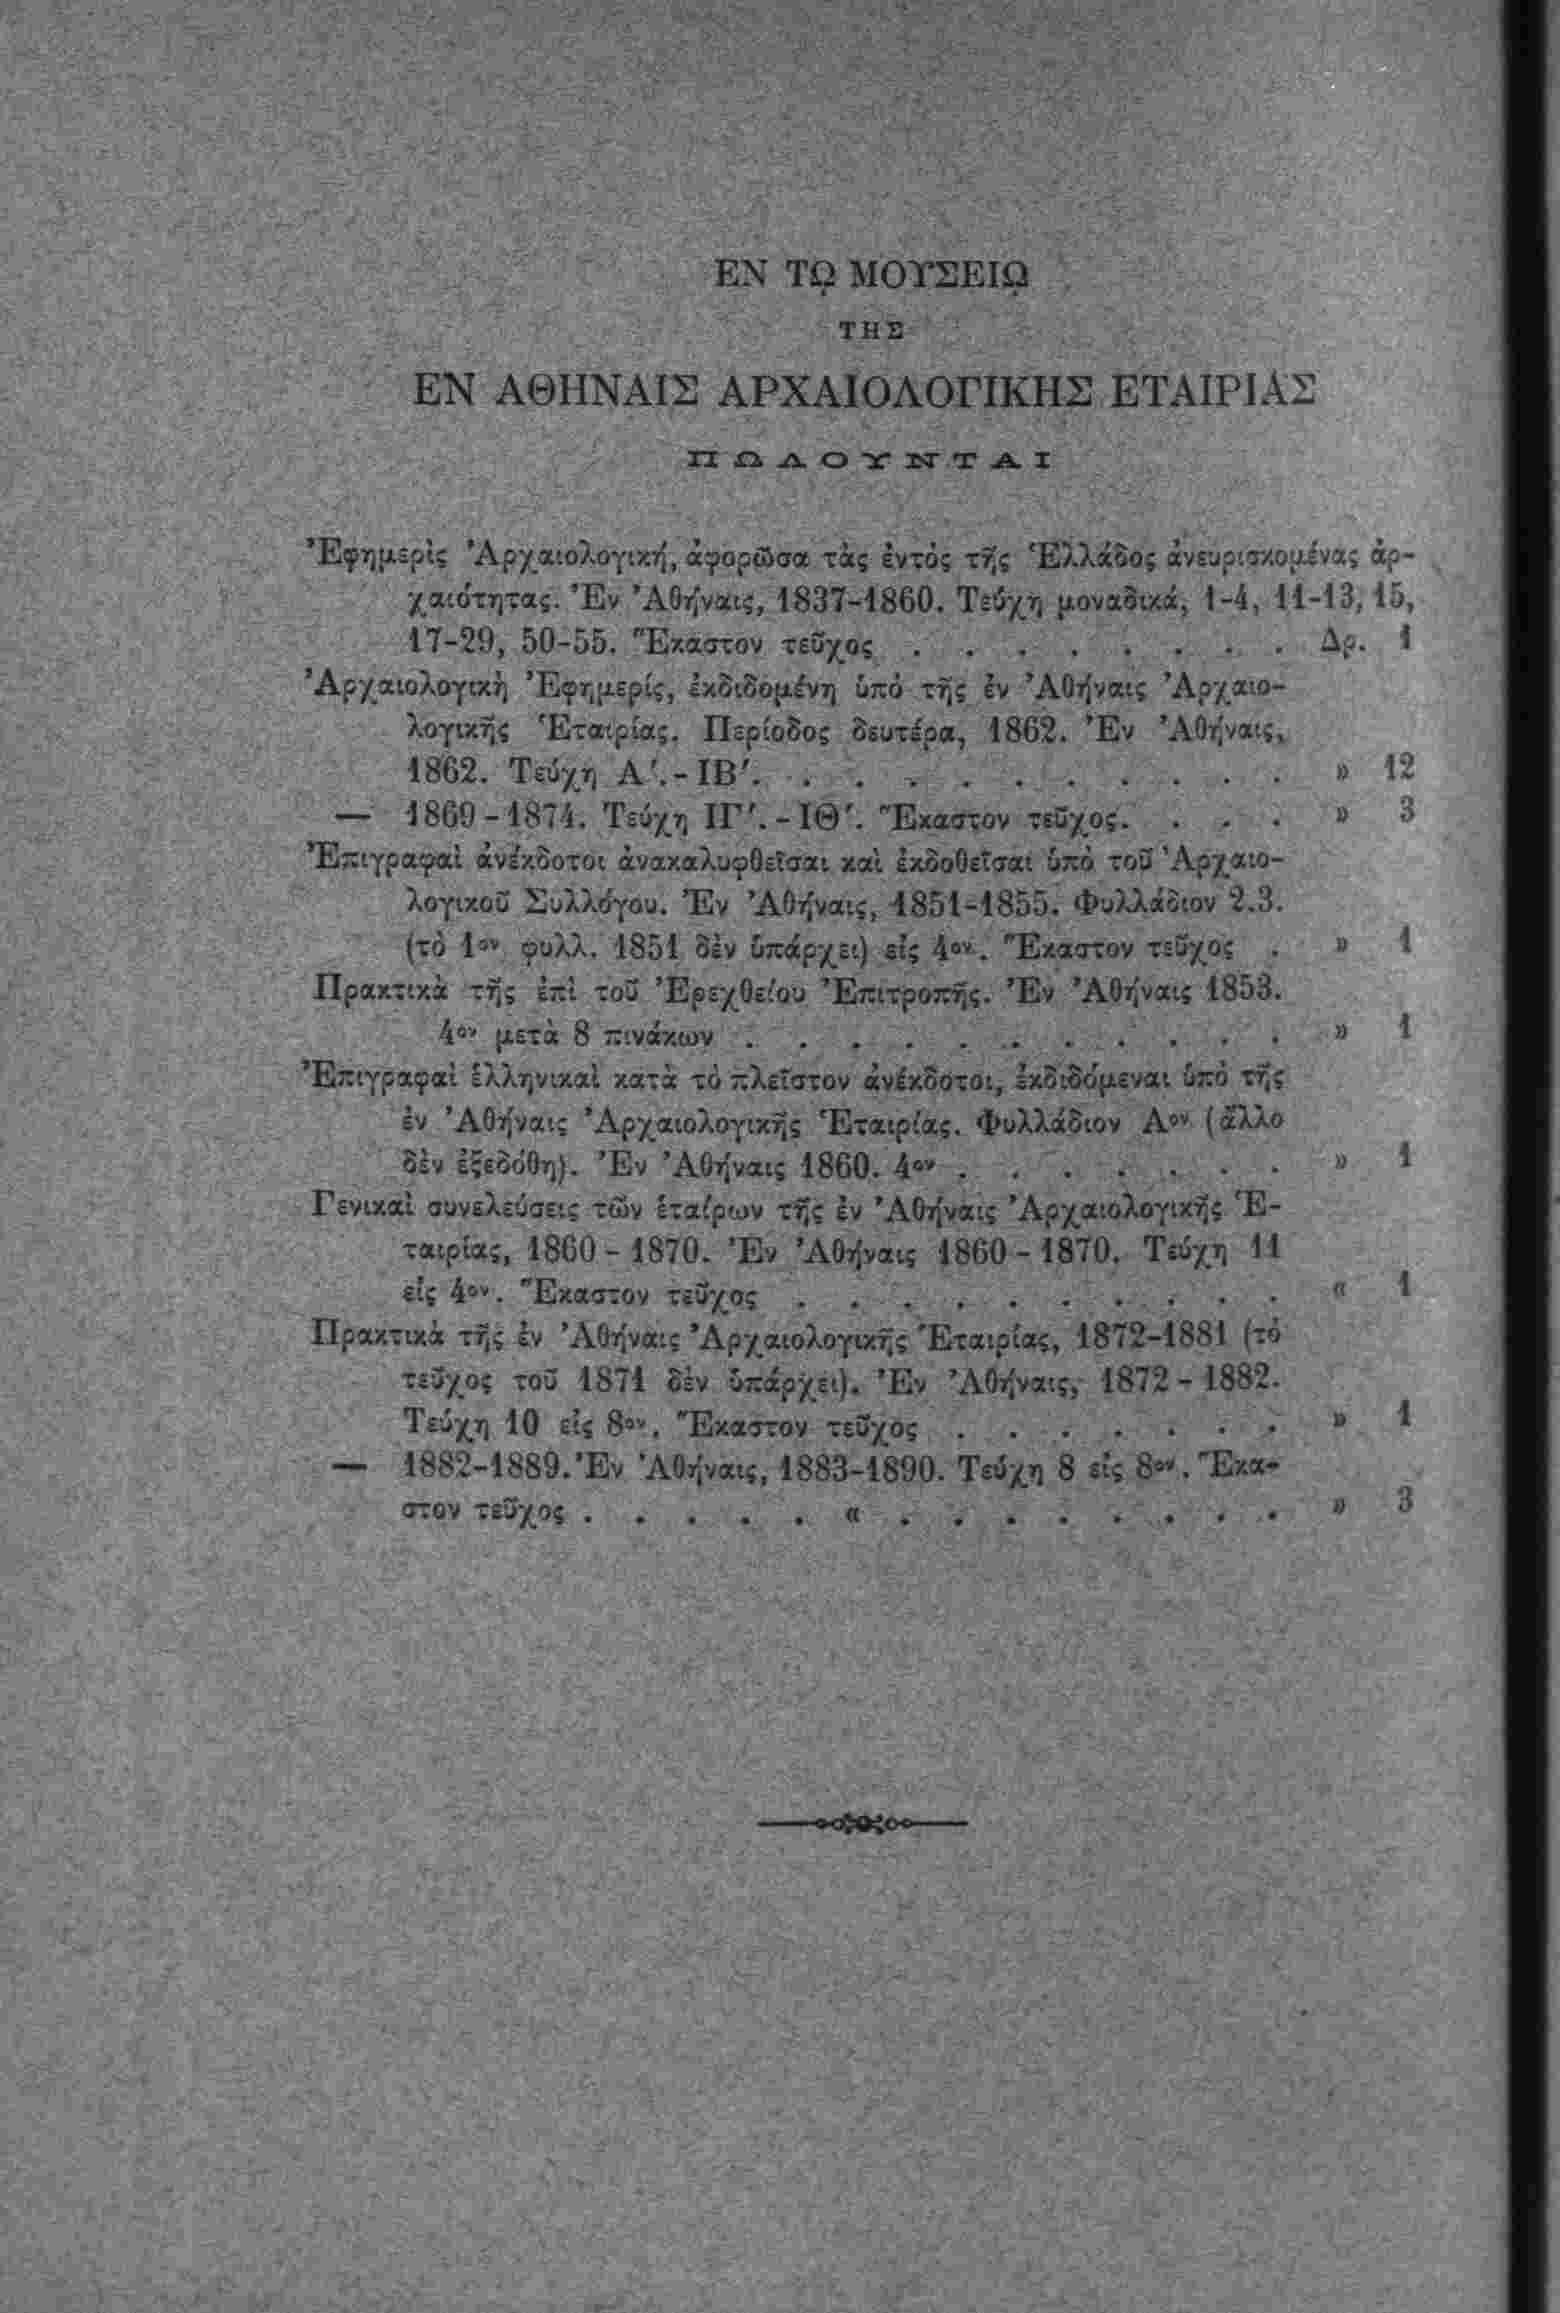 ΕΝ Τῼ ΜΟΥΣΕΙῼ
ΤΗΣ
ΕΝ ΑΘΗΝΑΙΣ ΑΡΧΑΙΟΛΟΓΙΚΗΣ ΕΤΑΙΡΙΑΣ
ΠΩΛΟΥΝΤΑΙ
Ἐφημερὶς Ἀρχαιολογική, ἀφορῶσα τὰς ἐντὸς τῆς Ἑλλάδος ἀνευρισκομένας ἀρ-
χαιότητας. Ἐν Ἀθήναις, 1837-1860. Τεύχη μοναδικά, 1-4, 11-13, 15,
17-29, 50-55. Ἕκαστον τεῦχος . . . . . . . . Δρ. 1
Ἀρχαιολογικὴ Ἐφημερίς, ἐκδιδομένη ὑπὸ τῆς ἐν Ἀθήναις Ἀρχαιο-
λογικῆς Ἑταιρίας. Περίοδος δευτέρα, 1862. Ἐν Ἀθήναις,
1862. Τεύχη Α΄.-ΙΒ΄. . . . . . . . . . . » 12
— 1869-1874. Τεύχη ΙΓ΄.-ΙΘ΄. Ἕκαστον τεῦχος. . . . » 3
Ἐπιγραφαὶ ἀνέκδοτοι ἀνακαλυφθεῖσαι καὶ ἐκδοθεῖσαι ὑπὸ τοῦ Ἀρχαιο-
λογικοῦ Συλλόγου. Ἐν Ἀθήναις, 1851-1855. Φυλλάδιον 2.3.
(τὸ 1ον φυλλ. 1851 δὲν ὑπάρχει) εἰς 4ον. Ἕκαστον τεῦχος . » 1
Πρακτικὰ τῆς ἐπὶ τοῦ Ἐρεχθείου Ἐπιτροπῆς. Ἐν Ἀθήναις 1853.
4ον μετὰ 8 πινάκων . . . . . . . . . . . » 1
Ἐπιγραφαὶ ἑλληνικαὶ κατὰ τὸ πλεῖστον ἀνέκδοτοι, ἐκδιδόμεναι ὑπὸ τῆς
ἐν Ἀθήναις Ἀρχαιολογικῆς Ἑταιρίας. Φυλλάδιον Αον (ἄλλο
δὲν ἐξεδόθη). Ἐν Ἀθήναις 1860. 4ον . . . . . . . » 1
Γενικαὶ συνελεύσεις τῶν ἑταίρων τῆς ἐν Ἀθήναις Ἀρχαιολογικῆς Ἑ-
ταιρίας, 1860-1870. Ἐν Ἀθήναις 1860-1870. Τεύχη 11
εἰς 4ον. Ἕκαστον τεῦχος . . . . . . . . . . « 1
Πρακτικὰ τῆς ἐν Ἀθήναις Ἀρχαιολογικῆς Ἑταιρίας, 1872-1881 (τὸ
τεῦχος τοῦ 1871 δὲν ὑπάρχει). Ἐν Ἀθήναις, 1872-1882.
Τεύχη 10 εἰς 8ον. Ἕκαστον τεῦχος . . . . . . . » 1
— 1882-1889. Ἐν Ἀθήναις, 1883-1890. Τεύχη 8 εἰς 8ον. Ἕκα-
στον τεῦχος . . . . . « . . . . . . . . » 3